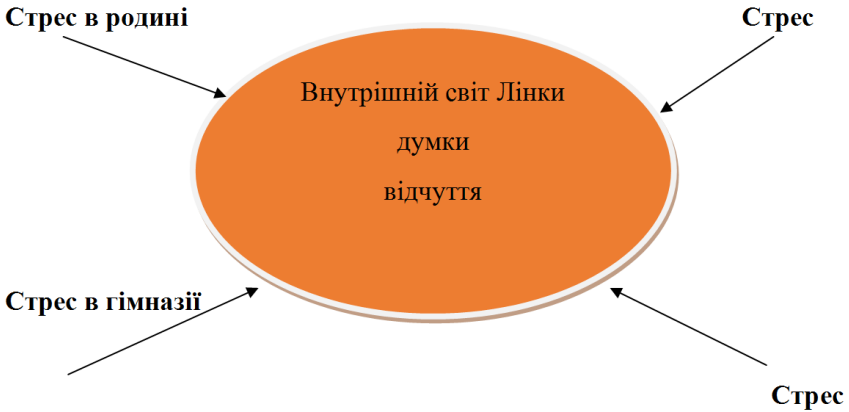 Стрес в родині
Стрес
Внутрішній світ Лінки
думки
відчуття
Стрес в гімназії
Стрес